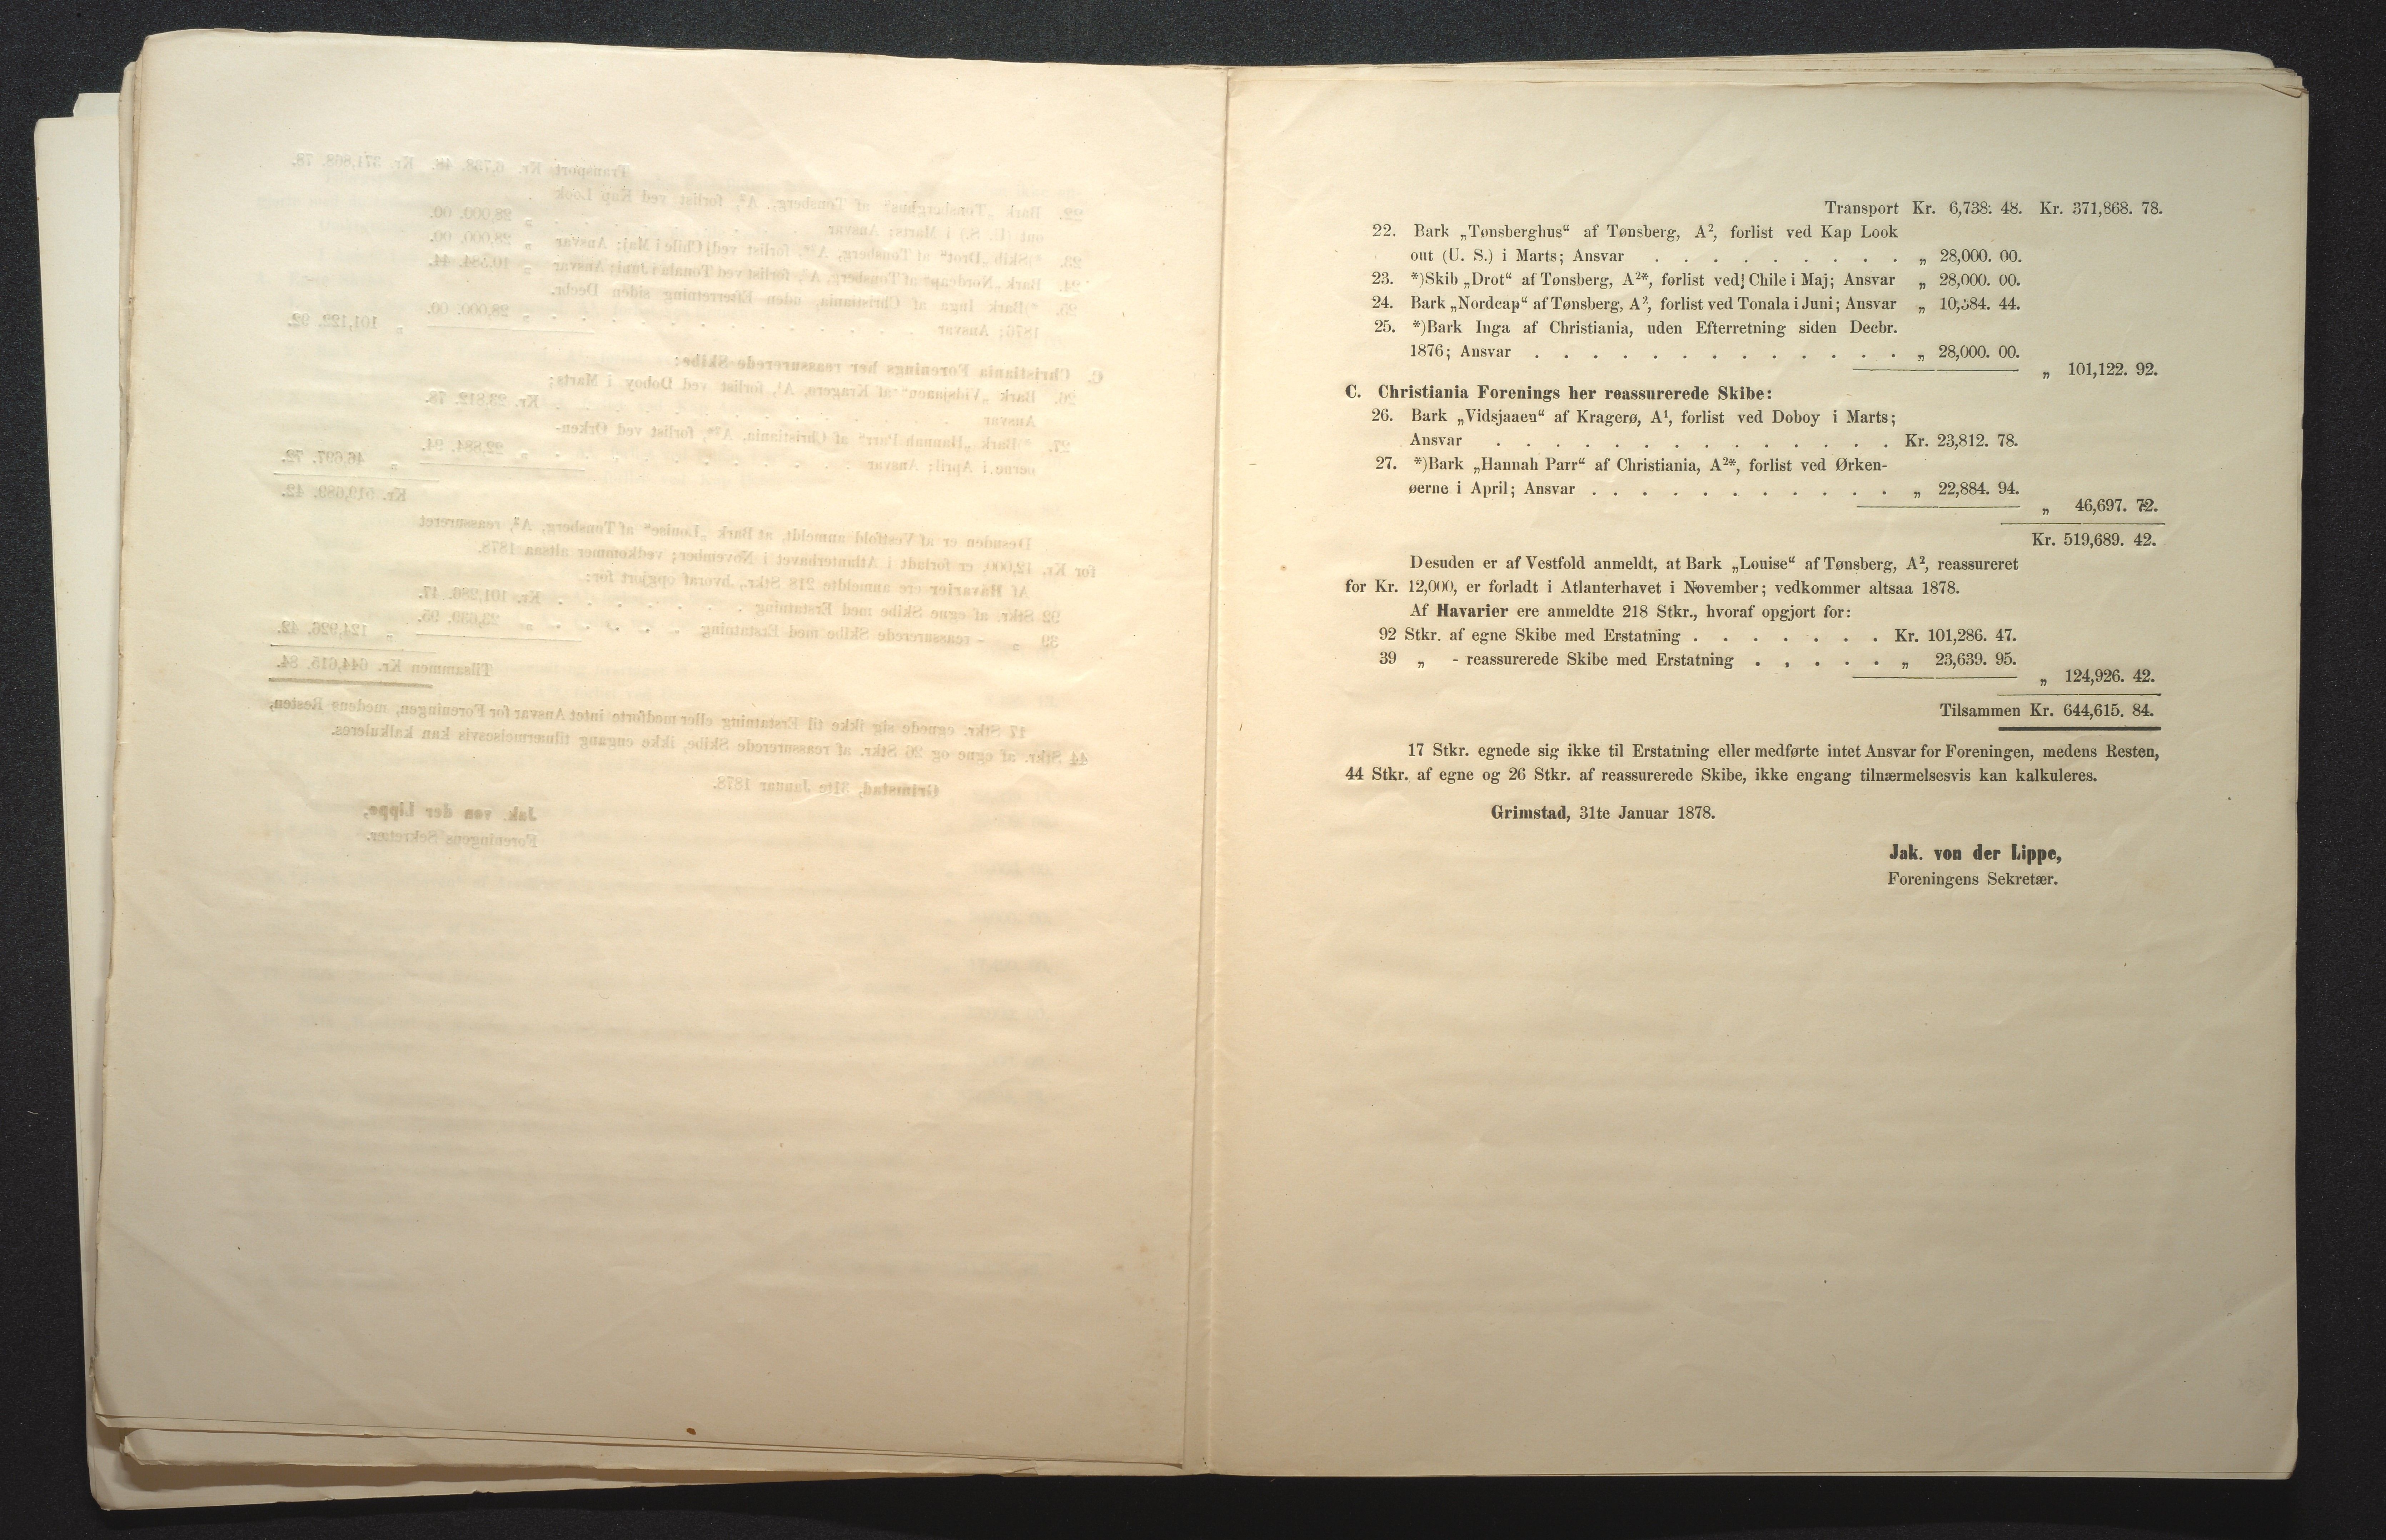 Transport Kr. 6,738. 48. Kr. 371,868. 78.
22. Bark „Tønsberghus“ af Tønsberg, A², forlist ved Kap Look
out (U. S.) i Marts; Ansvar . . . . . . . . . „ 28,000. 00.
23. *)Skib „Drot“ af Tønsberg, A²*, forlist ved Chile i Maj; Ansvar „ 28,000. 00.
24. Bark „Nordcap“ af Tønsberg, A², forlist ved Tonala i Juni; Ansvar „ 10,384. 44.
25. *)Bark Inga af Christiania, uden Efterretning siden Decbr.
1876; Ansvar . . . . . . . . . . . . . „ 28,000. 00.
„ 101,122. 92.
C. Christiania Forenings her reassurerede Skibe:
26. Bark „Vidsjaaen“ af Kragerø, A¹, forlist ved Doboy i Marts;
Ansvar . . . . . . . . . . . . . . Kr. 23,812. 78.
27. *)Bark „Hannah Parr“ af Christiania, A²*, forlist ved Ørken-
øerne i April; Ansvar . . . . . . . . . . . „ 22,884. 94.
„ 46,697. 72.
Kr. 519,689. 42.
Desuden er af Vestfold anmeldt, at Bark „Louise“ af Tønsberg, A², reassureret
for Kr. 12,000, er forladt i Atlanterhavet i November; vedkommer altsaa 1878.
Af Havarier ere anmeldte 218 Stkr., hvoraf opgjort for:
92 Stkr. af egne Skibe med Erstatning . . . . . . . Kr. 101,286. 47.
39 „ - reassurerede Skibe med Erstatning . . . . . „ 23,639. 95.
„ 124,926. 42.
Tilsammen Kr. 644,615. 84.
17 Stkr. egnede sig ikke til Erstatning eller medførte intet Ansvar for Foreningen, medens Resten,
44 Stkr. af egne og 26 Stkr. af reassurerede Skibe, ikke engang tilnærmelsesvis kan kalkuleres.
Grimstad, 31te Januar 1878.
Jak. von der Lippe,
Foreningens Sekretær.